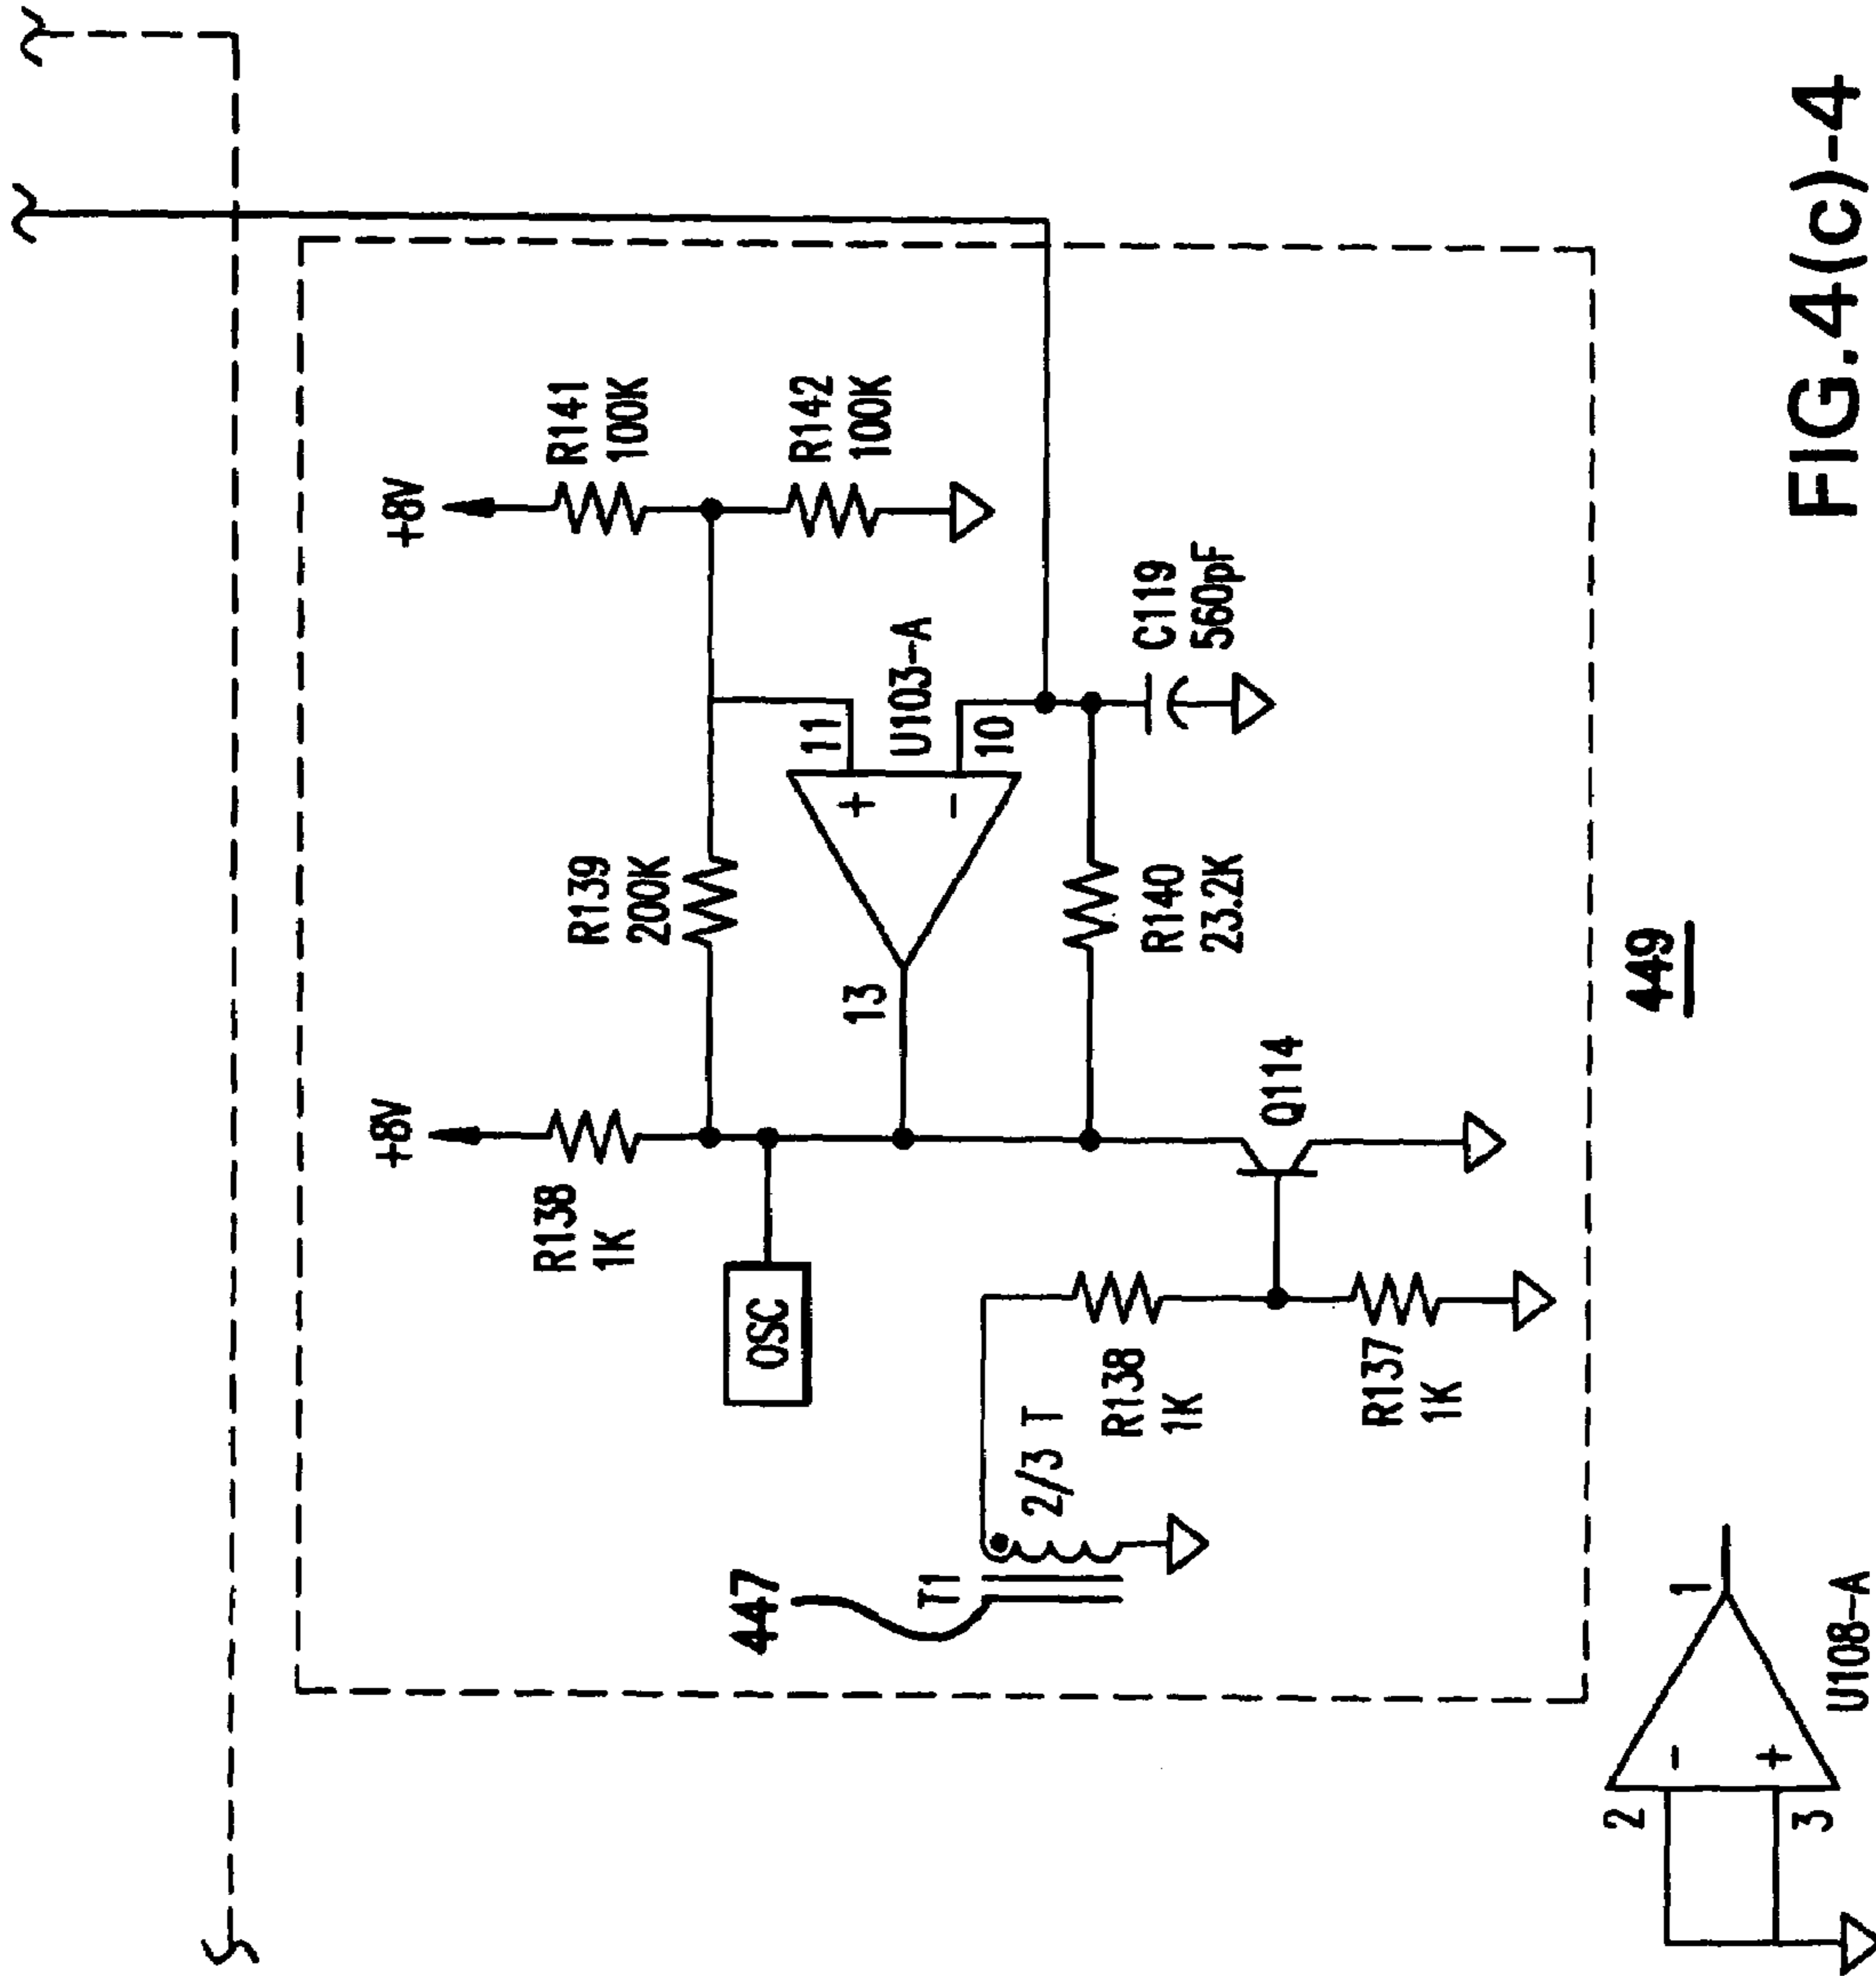 +8V
R138
1K
OSC
R139
200K
+8V
R141
100K
R142
100K
11
+
U103-A
-
10
13
C119
560pF
R140
23.2K
447
T1
2/3 T
R138
1K
R137
1K
Q114
449
2
-
1
+
3
U108-A
FIG.4(c)-4